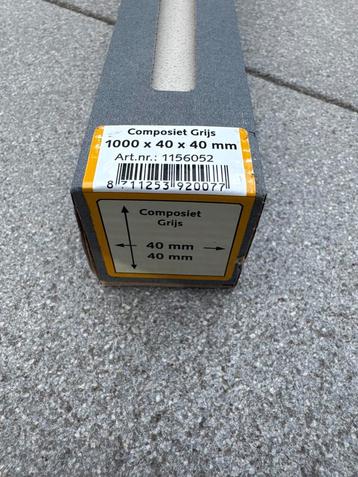 Composiet Grijs
1000 x 40 x 40 mm
Art.nr.: 1156052
8 711253 920077
Composiet
Grijs
40 mm
40 mm